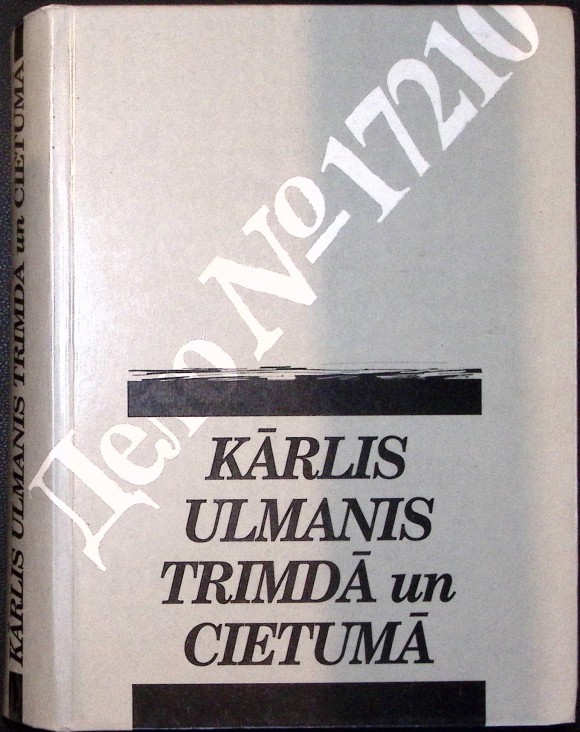 KĀRLIS ULMANIS TRIMDĀ un CIETUMĀ
Дело № 17210
KĀRLIS
ULMANIS
TRIMDĀ un
CIETUMĀ